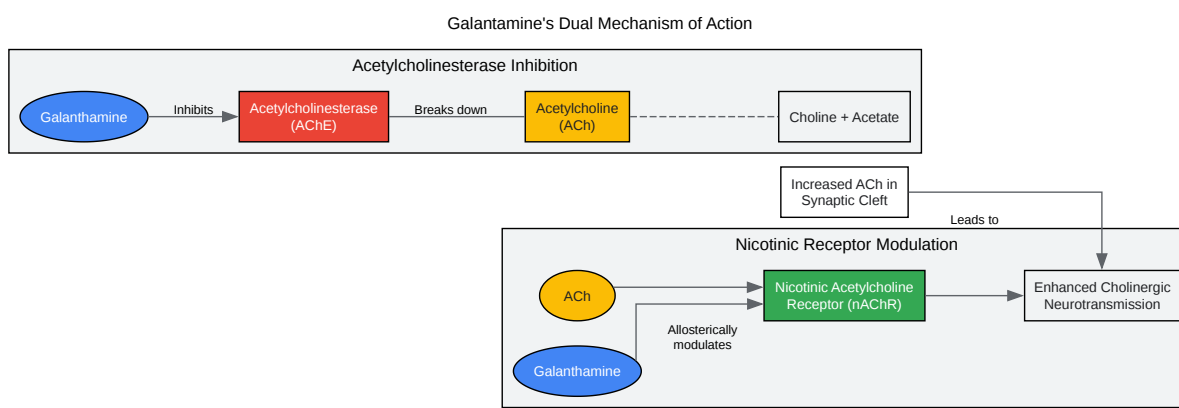 Galantamine's Dual Mechanism of Action
Acetylcholinesterase Inhibition
Galanthamine
Inhibits
Acetylcholinesterase
(AChE)
Breaks down
Acetylcholine
(ACh)
Choline + Acetate
Increased ACh in
Synaptic Cleft
Leads to
Nicotinic Receptor Modulation
ACh
Nicotinic Acetylcholine
Receptor (nAChR)
Enhanced Cholinergic
Neurotransmission
Allosterically
modulates
Galanthamine